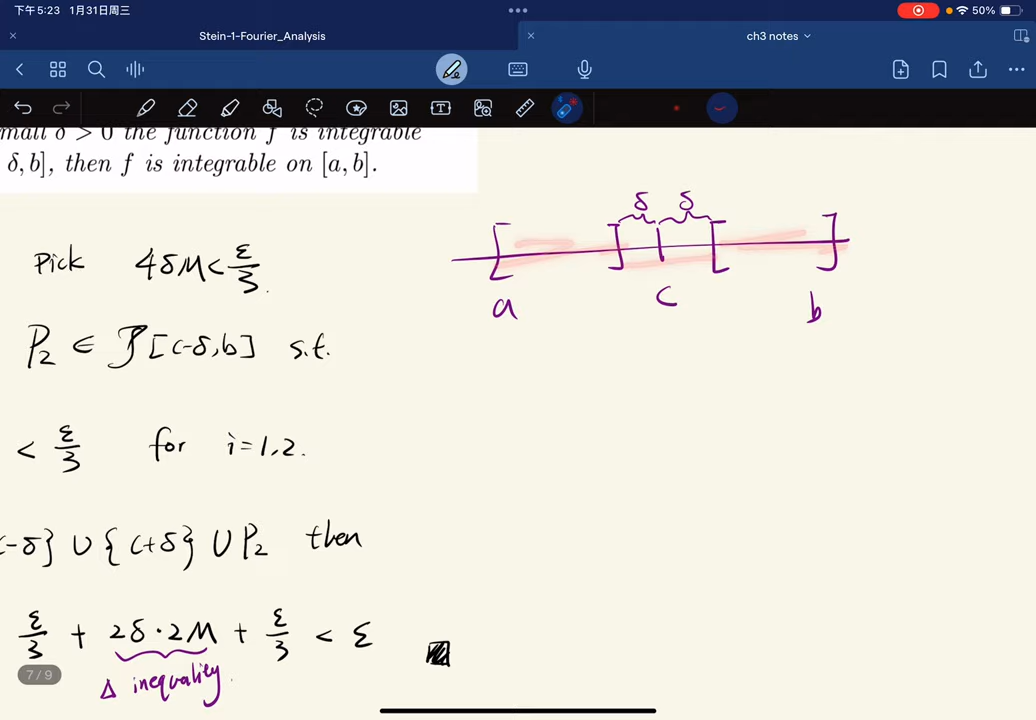 下午5:23 1月31日周三
50%
Stein-1-Fourier_Analysis
ch3 notes
mall δ > 0 the function f is integrable
δ, b], then f is integrable on [a, b].
δ δ
a c b
Pick 4δM < ε/3.
P₂ ∈ 𝒫[c-δ, b] s.t.
< ε/3 for i=1,2.
c-δ} ∪ {c+δ} ∪ P₂ then
ε/3 + 2δ·2M + ε/3 < ε
Δ inequality.
7 / 9